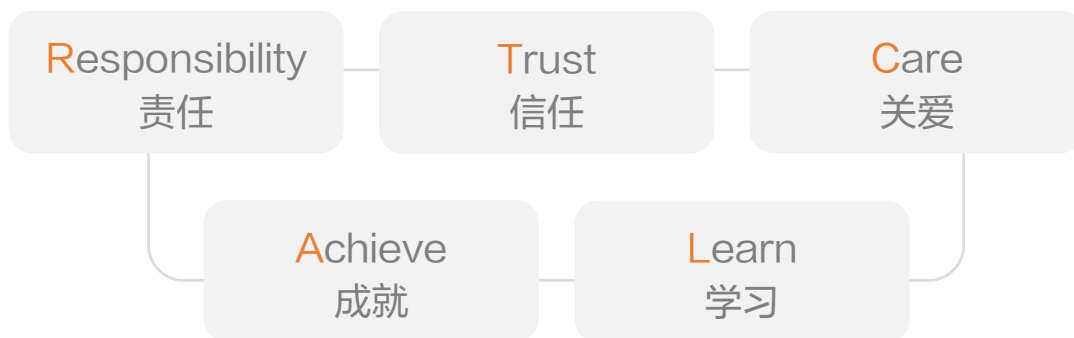 Responsibility
责任
Trust
信任
Care
关爱
Achieve
成就
Learn
学习